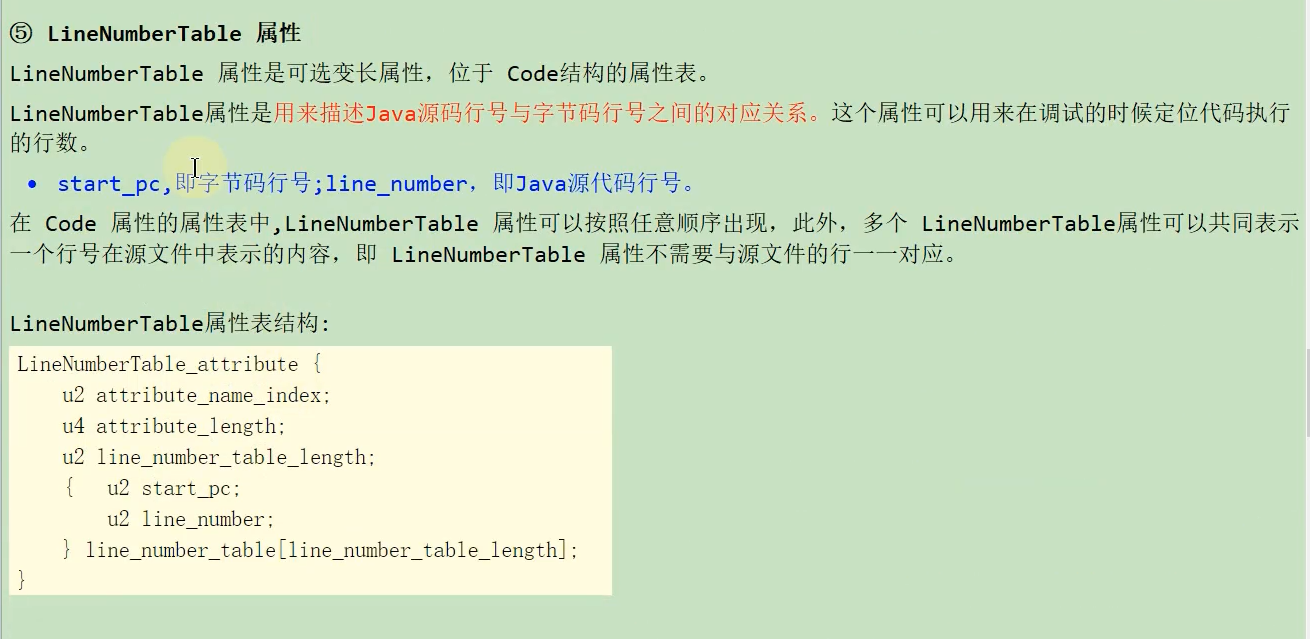 ⑤ LineNumberTable 属性
LineNumberTable 属性是可选变长属性，位于 Code结构的属性表。
LineNumberTable属性是用来描述Java源码行号与字节码行号之间的对应关系。这个属性可以用来在调试的时候定位代码执行
的行数。
• start_pc,即字节码行号;line_number，即Java源代码行号。
在 Code 属性的属性表中,LineNumberTable 属性可以按照任意顺序出现，此外，多个 LineNumberTable属性可以共同表示
一个行号在源文件中表示的内容，即 LineNumberTable 属性不需要与源文件的行一一对应。
LineNumberTable属性表结构:
LineNumberTable_attribute {
    u2 attribute_name_index;
    u4 attribute_length;
    u2 line_number_table_length;
    {   u2 start_pc;
        u2 line_number;
    } line_number_table[line_number_table_length];
}